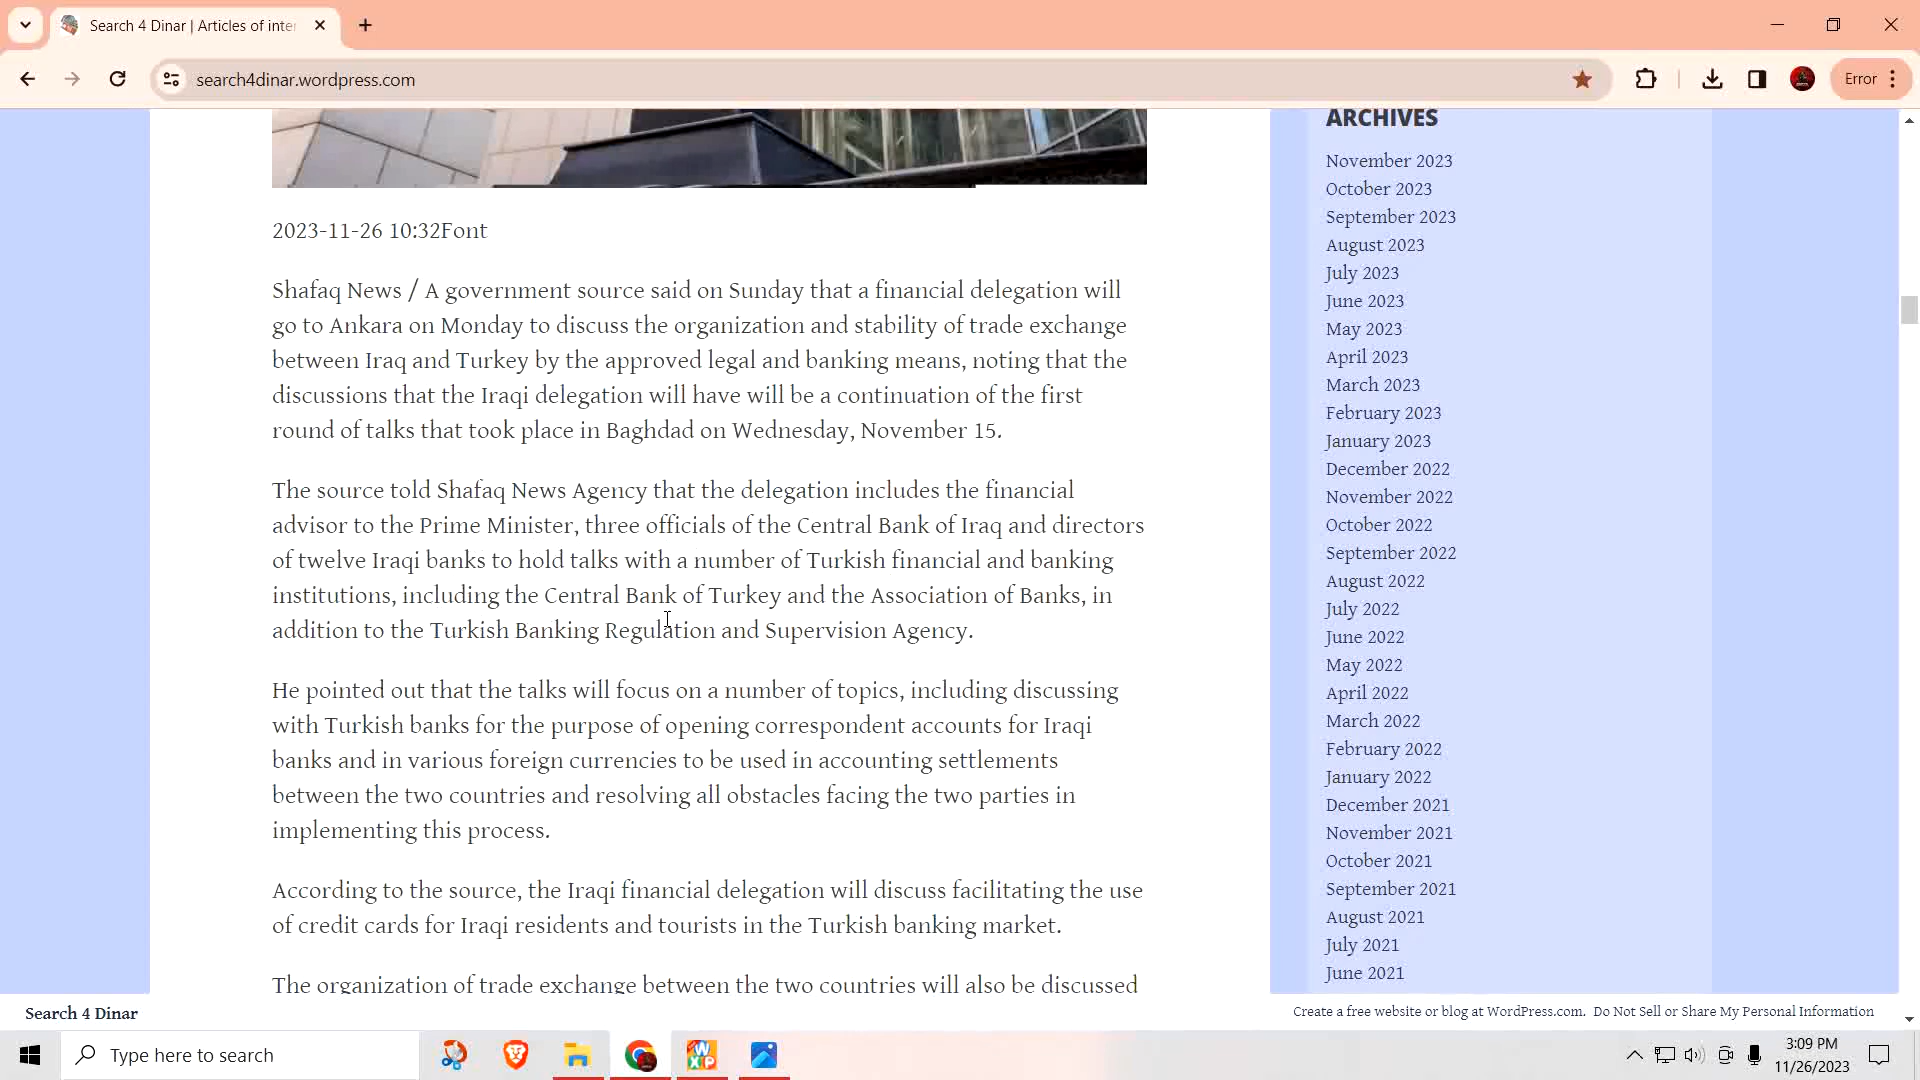 Search 4 Dinar | Articles of inter
search4dinar.wordpress.com
Error
2023-11-26 10:32Font
Shafaq News / A government source said on Sunday that a financial delegation will
go to Ankara on Monday to discuss the organization and stability of trade exchange
between Iraq and Turkey by the approved legal and banking means, noting that the
discussions that the Iraqi delegation will have will be a continuation of the first
round of talks that took place in Baghdad on Wednesday, November 15.
The source told Shafaq News Agency that the delegation includes the financial
advisor to the Prime Minister, three officials of the Central Bank of Iraq and directors
of twelve Iraqi banks to hold talks with a number of Turkish financial and banking
institutions, including the Central Bank of Turkey and the Association of Banks, in
addition to the Turkish Banking Regulation and Supervision Agency.
He pointed out that the talks will focus on a number of topics, including discussing
with Turkish banks for the purpose of opening correspondent accounts for Iraqi
banks and in various foreign currencies to be used in accounting settlements
between the two countries and resolving all obstacles facing the two parties in
implementing this process.
According to the source, the Iraqi financial delegation will discuss facilitating the use
of credit cards for Iraqi residents and tourists in the Turkish banking market.
The organization of trade exchange between the two countries will also be discussed
ARCHIVES
November 2023
October 2023
September 2023
August 2023
July 2023
June 2023
May 2023
April 2023
March 2023
February 2023
January 2023
December 2022
November 2022
October 2022
September 2022
August 2022
July 2022
June 2022
May 2022
April 2022
March 2022
February 2022
January 2022
December 2021
November 2021
October 2021
September 2021
August 2021
July 2021
June 2021
Search 4 Dinar
Create a free website or blog at WordPress.com. Do Not Sell or Share My Personal Information
Type here to search
W
XP
3:09 PM
11/26/2023